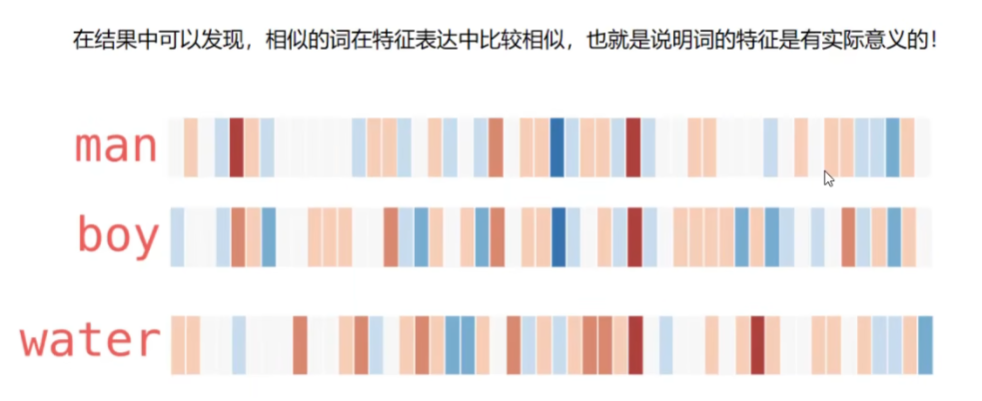 在结果中可以发现，相似的词在特征表达中比较相似，也就是说明词的特征是有实际意义的！
man
boy
water